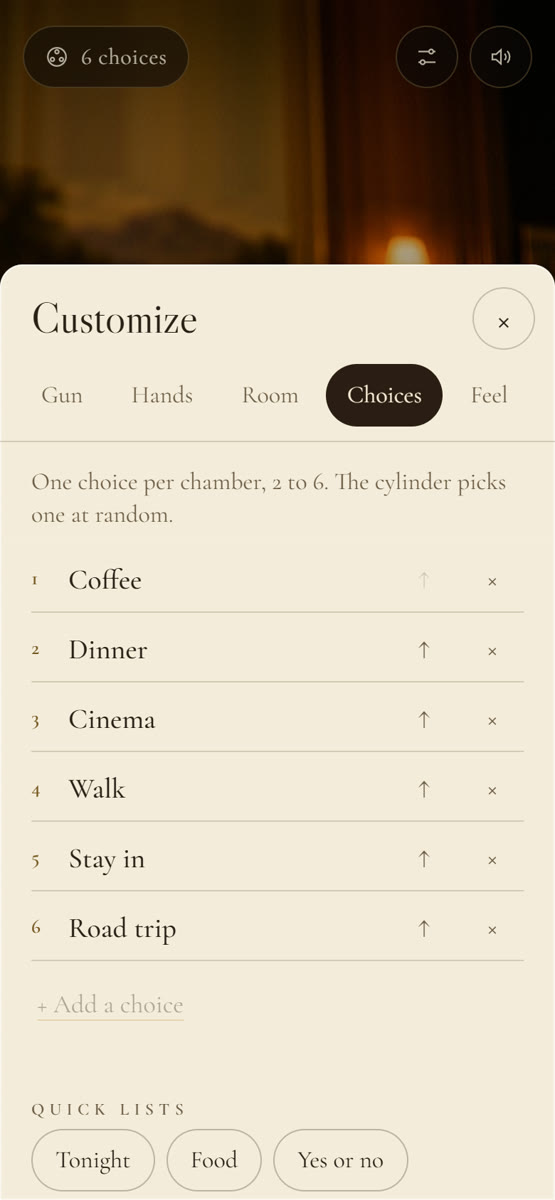 6 choices
Customize
×
Gun Hands Room Choices Feel
One choice per chamber, 2 to 6. The cylinder picks
one at random.
1 Coffee ↑ ×
2 Dinner ↑ ×
3 Cinema ↑ ×
4 Walk ↑ ×
5 Stay in ↑ ×
6 Road trip ↑ ×
+ Add a choice
QUICK LISTS
Tonight Food Yes or no